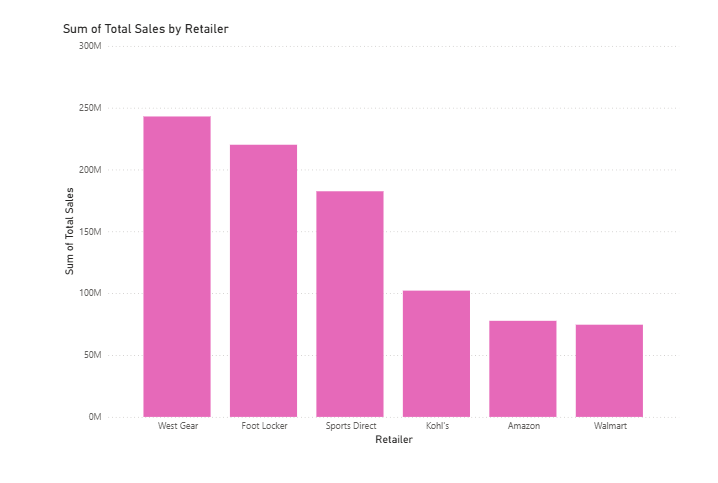 Sum of Total Sales by Retailer
300M
250M
200M
150M
100M
50M
0M
Sum of Total Sales
West Gear Foot Locker Sports Direct Kohl's Amazon Walmart
Retailer